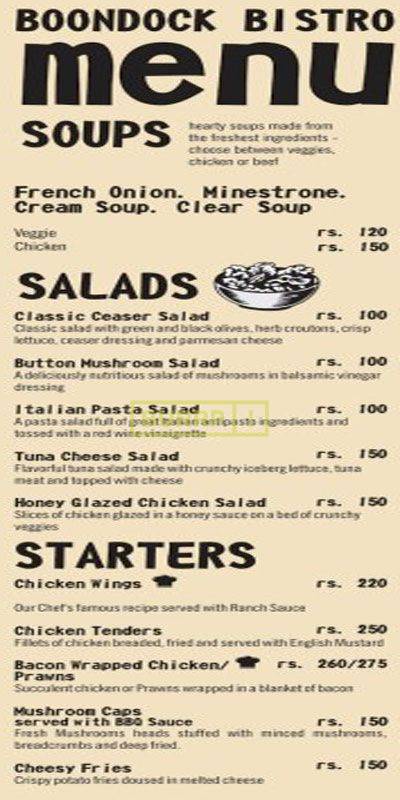 BOONDOCK BISTRO
menu
SOUPS
hearty soups made from
the freshest ingredients -
choose between veggies,
chicken or beef
French Onion. Minestrone.
Cream Soup. Clear Soup
Veggie rs. 120
Chicken rs. 150
SALADS
Classic Ceaser Salad rs. 100
Classic salad with green and black olives, herb croutons, crisp
lettuce, ceaser dressing and parmesan cheese
Button Mushroom Salad rs. 100
A deliciously nutritious salad of mushrooms in balsamic vinegar
dressing
Italian Pasta Salad rs. 100
A pasta salad full of great Italian antipasto ingredients and
tossed with a red wine vinaigrette
Tuna Cheese Salad rs. 150
Flavorful tuna salad made with crunchy iceberg lettuce, tuna
meat and topped with cheese
Honey Glazed Chicken Salad rs. 150
Slices of chicken glazed in a honey sauce on a bed of crunchy
veggies
STARTERS
Chicken Wings rs. 220
Our Chef's famous recipe served with Ranch Sauce
Chicken Tenders rs. 250
Fillets of chicken breaded, fried and served with English Mustard
Bacon Wrapped Chicken/ rs. 260/275
Prawns
Succulent chicken or Prawns wrapped in a blanket of bacon
Mushroom Caps
served with BBQ Sauce rs. 150
Fresh Mushrooms heads stuffed with minced mushrooms,
breadcrumbs and deep fried.
Cheesy Fries rs. 150
Crispy potato fries doused in melted cheese